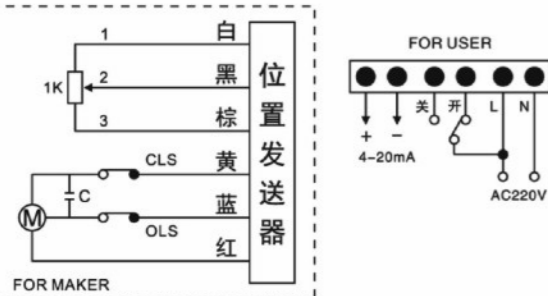 1 白
1K 2 黑
3 棕
位置发送器
黄 CLS
C
M
蓝
OLS
红
FOR MAKER
FOR USER
关 开 L N
+ −
4-20mA
AC220V